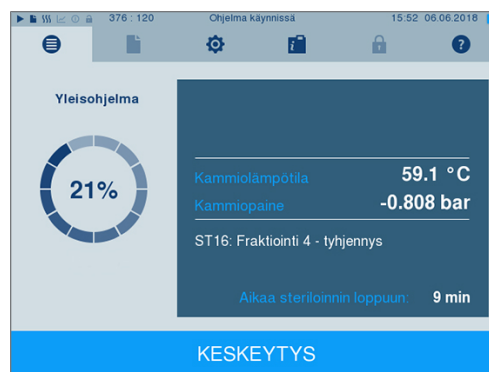 376 : 120 Ohjelma käynnissä 15:52 06.06.2018
Yleisohjelma
21%
Kammiolämpötila 59.1 °C
Kammiopaine -0.808 bar
ST16: Fraktiointi 4 - tyhjennys
Aikaa steriloinnin loppuun: 9 min
KESKEYTYS